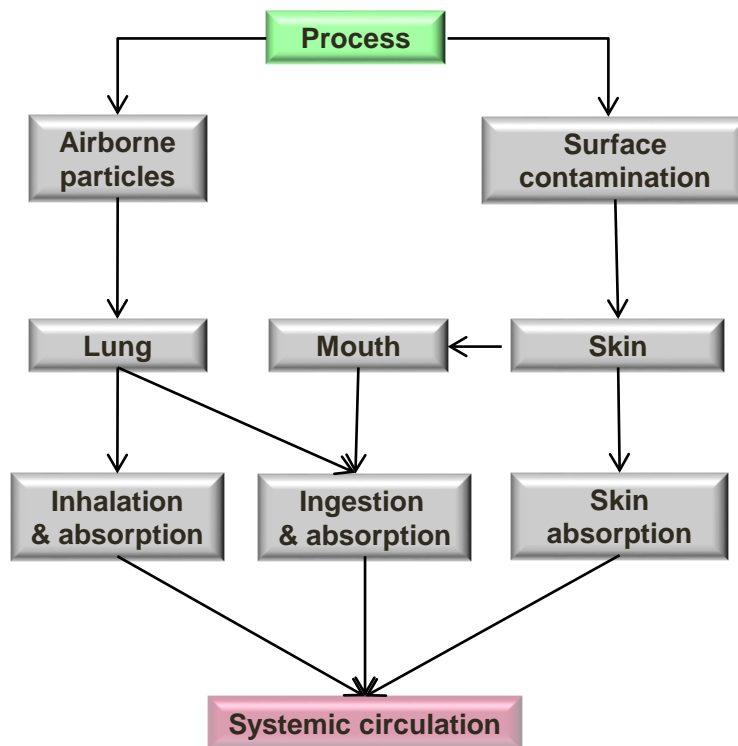 Process
Airborne
particles
Surface
contamination
Lung
Mouth
Skin
Inhalation
& absorption
Ingestion
& absorption
Skin
absorption
Systemic circulation